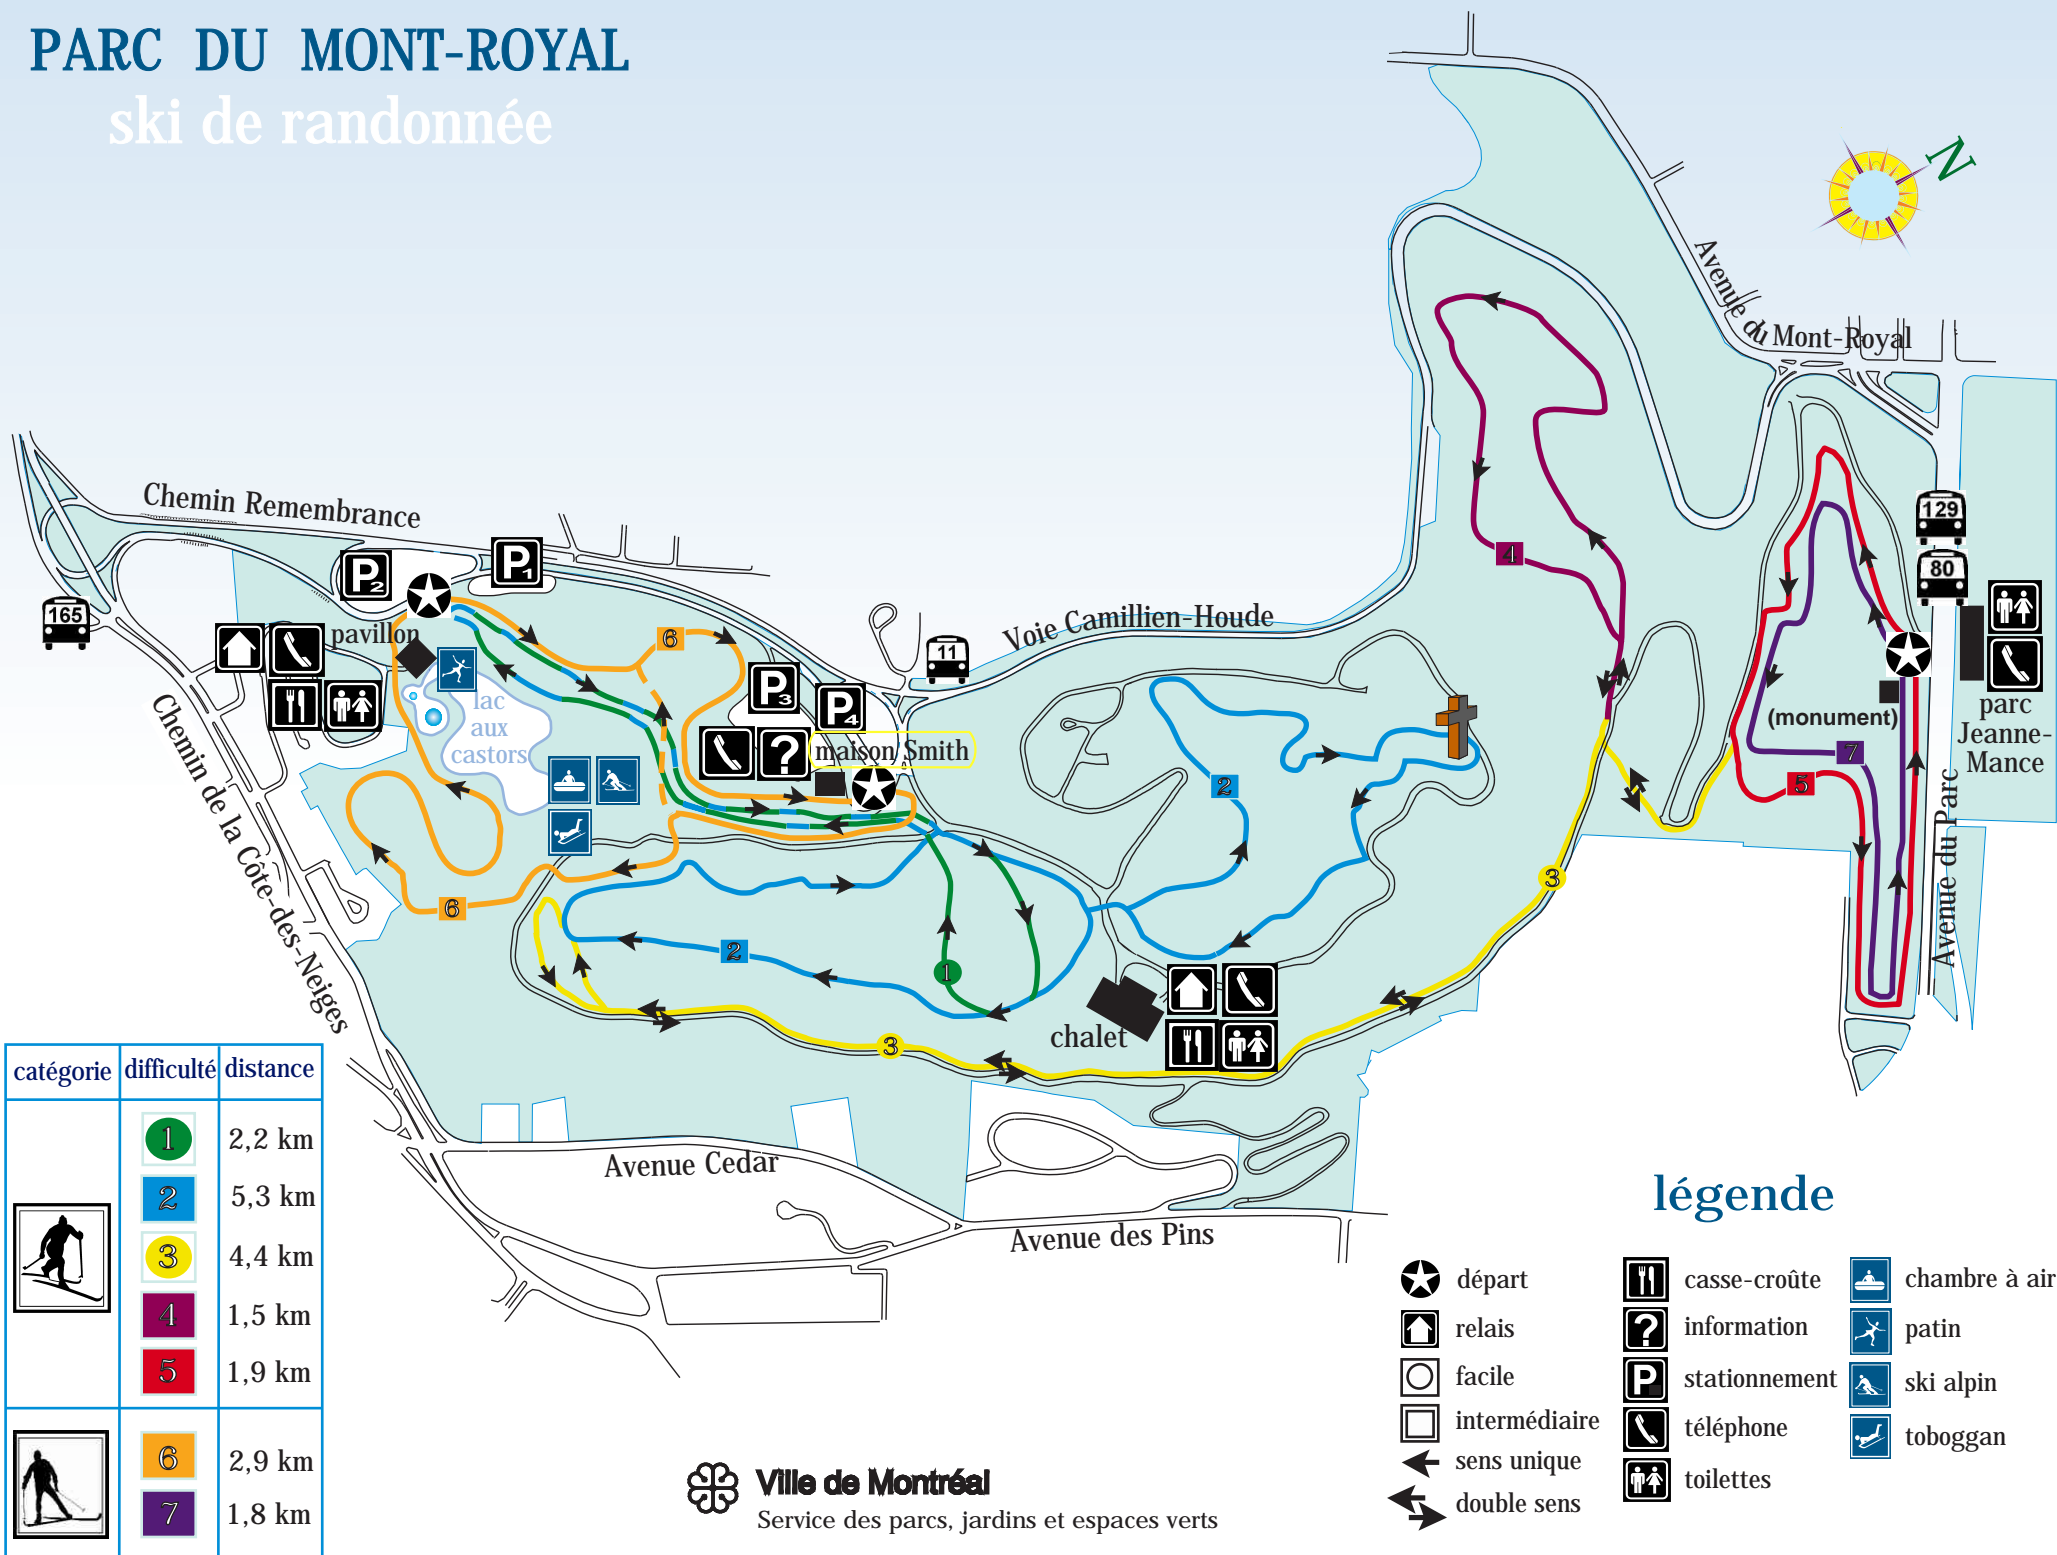 PARC DU MONT-ROYAL
ski de randonnée
N
Avenue du Mont-Royal
Chemin Remembrance
129
80
P2
P1
165
pavillon
6
11
Voie Camillien-Houde
4
P3
P4
lac
aux
castors
maison Smith
(monument)
7
5
parc
Jeanne-
Mance
Chemin de la Côte-des-Neiges
2
3
6
2
1
3
Avenue du Parc
chalet
catégorie difficulté distance
1 2,2 km
2 5,3 km
3 4,4 km
4 1,5 km
5 1,9 km
6 2,9 km
7 1,8 km
Avenue Cedar
Avenue des Pins
légende
départ
relais
facile
intermédiaire
sens unique
double sens
casse-croûte
information
P stationnement
téléphone
toilettes
chambre à air
patin
ski alpin
toboggan
Ville de Montréal
Service des parcs, jardins et espaces verts